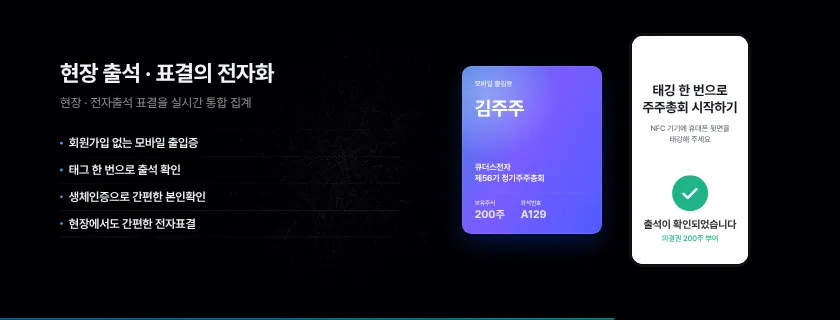 현장 출석 · 표결의 전자화
현장 · 전자출석 표결을 실시간 통합 집계
• 회원가입 없는 모바일 출입증
• 태그 한 번으로 출석 확인
• 생체인증으로 간편한 본인확인
• 현장에서도 간편한 전자표결
모바일 출입증
김주주
큐더스전자
제56기 정기주주총회
보유주식 좌석번호
200주 A129
태깅 한 번으로
주주총회 시작하기
NFC 기기에 휴대폰 뒷면을
태깅해 주세요
출석이 확인되었습니다
의결권 200주 부여